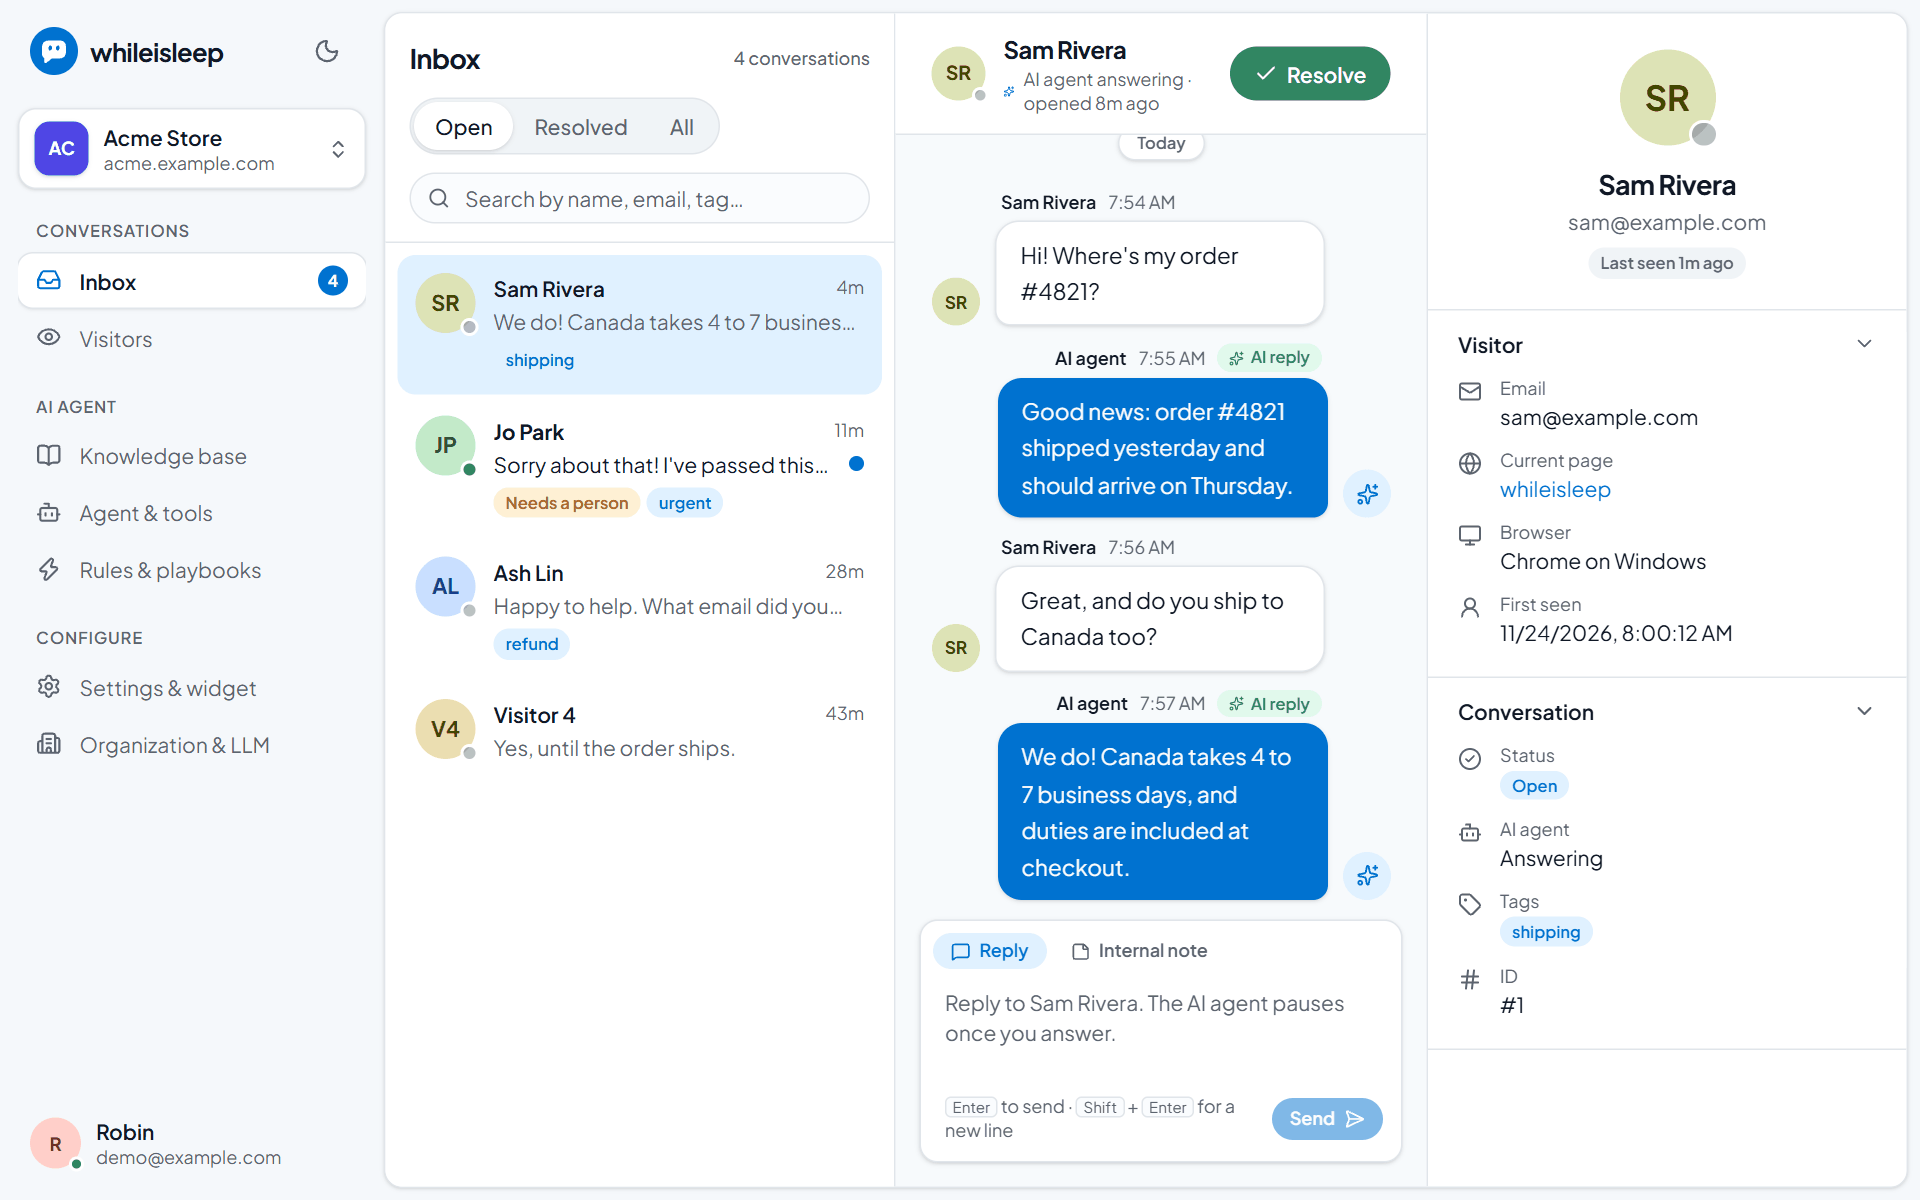 whileisleep
AC
Acme Store
acme.example.com
CONVERSATIONS
Inbox
4
Visitors
AI AGENT
Knowledge base
Agent & tools
Rules & playbooks
CONFIGURE
Settings & widget
Organization & LLM
R
Robin
demo@example.com
Inbox
4 conversations
Open
Resolved
All
Search by name, email, tag...
SR
Sam Rivera
4m
We do! Canada takes 4 to 7 busines...
shipping
JP
Jo Park
11m
Sorry about that! I've passed this...
Needs a person
urgent
AL
Ash Lin
28m
Happy to help. What email did you...
refund
V4
Visitor 4
43m
Yes, until the order ships.
SR
Sam Rivera
AI agent answering ·
opened 8m ago
Resolve
Today
Sam Rivera 7:54 AM
Hi! Where's my order
#4821?
SR
AI agent 7:55 AM AI reply
Good news: order #4821
shipped yesterday and
should arrive on Thursday.
Sam Rivera 7:56 AM
Great, and do you ship to
Canada too?
SR
AI agent 7:57 AM AI reply
We do! Canada takes 4 to
7 business days, and
duties are included at
checkout.
Reply
Internal note
Reply to Sam Rivera. The AI agent pauses
once you answer.
Enter to send · Shift + Enter for a
new line
Send
SR
Sam Rivera
sam@example.com
Last seen 1m ago
Visitor
Email
sam@example.com
Current page
whileisleep
Browser
Chrome on Windows
First seen
11/24/2026, 8:00:12 AM
Conversation
Status
Open
AI agent
Answering
Tags
shipping
ID
#1